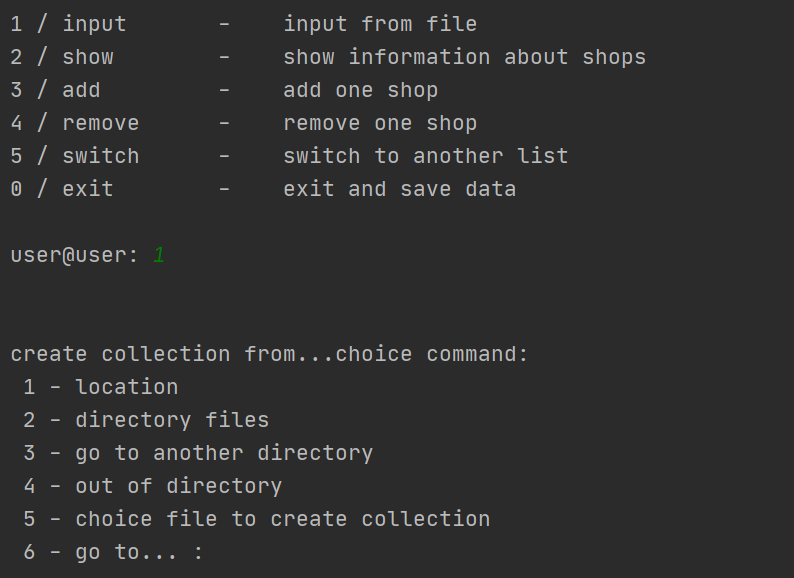 1 / input - input from file
2 / show - show information about shops
3 / add - add one shop
4 / remove - remove one shop
5 / switch - switch to another list
0 / exit - exit and save data
user@user: 1
create collection from...choice command:
1 - location
2 - directory files
3 - go to another directory
4 - out of directory
5 - choice file to create collection
6 - go to... :